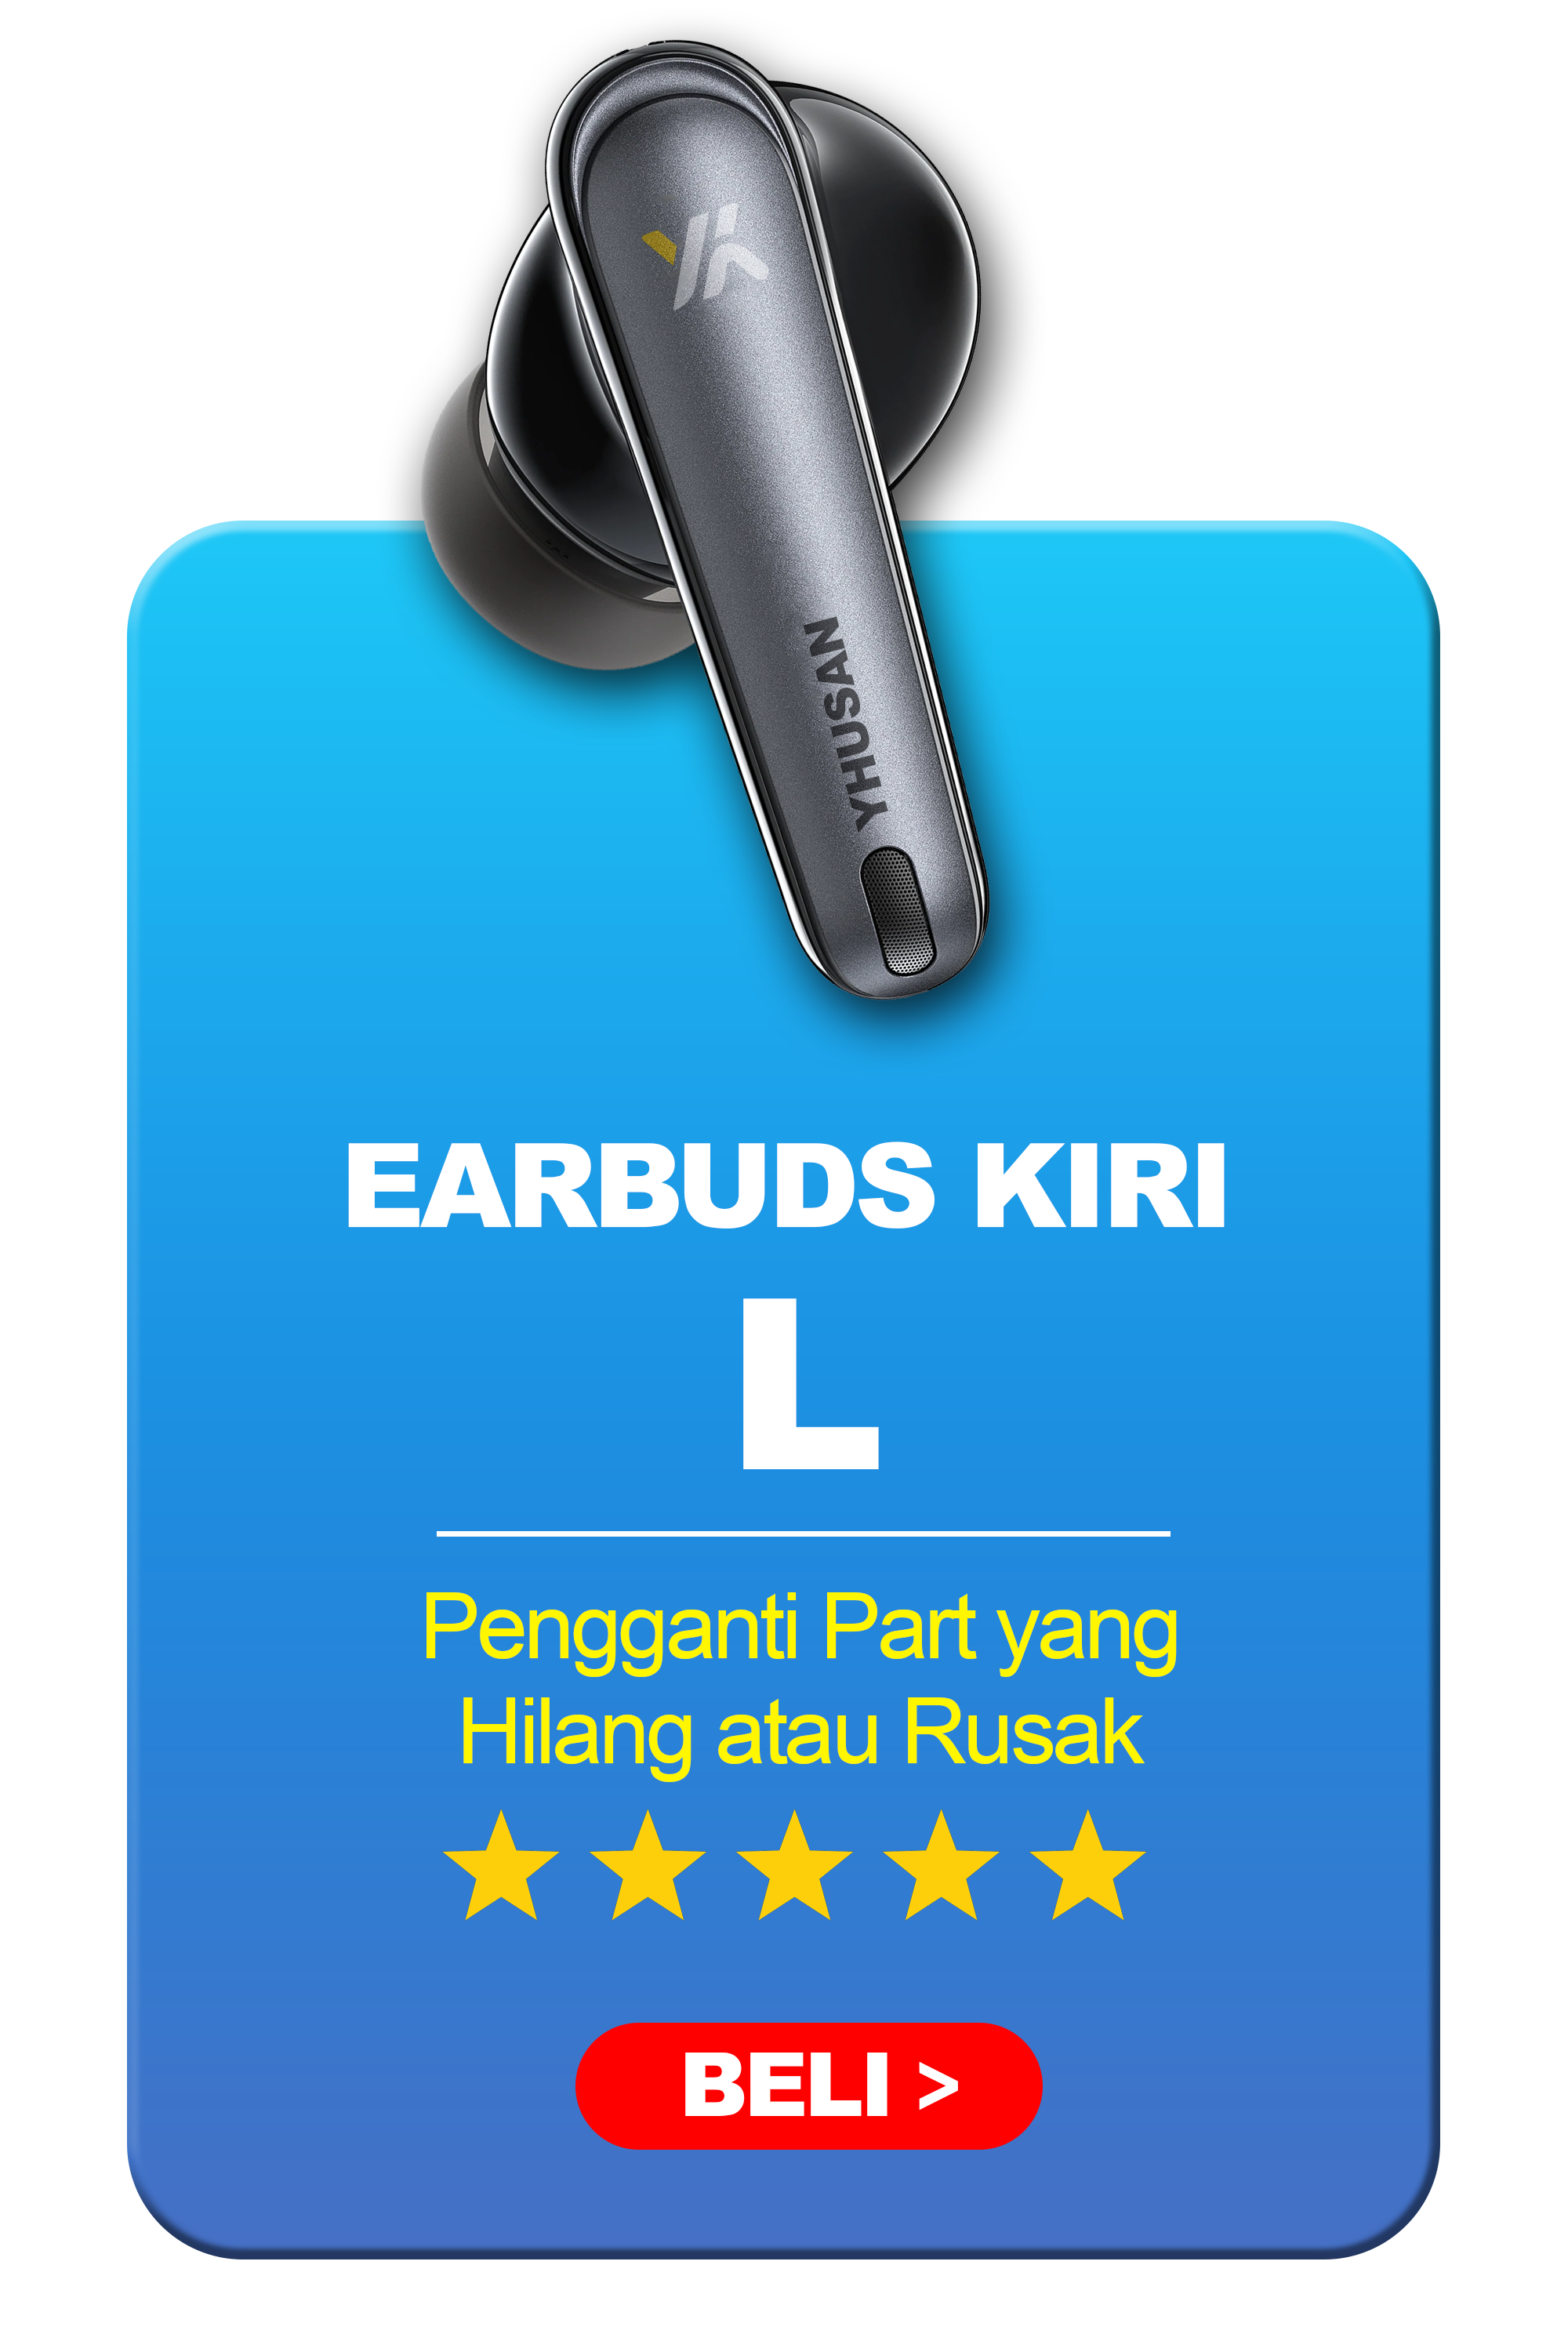 YHUSAN
EARBUDS KIRI
L
Pengganti Part yang
Hilang atau Rusak
BELI >